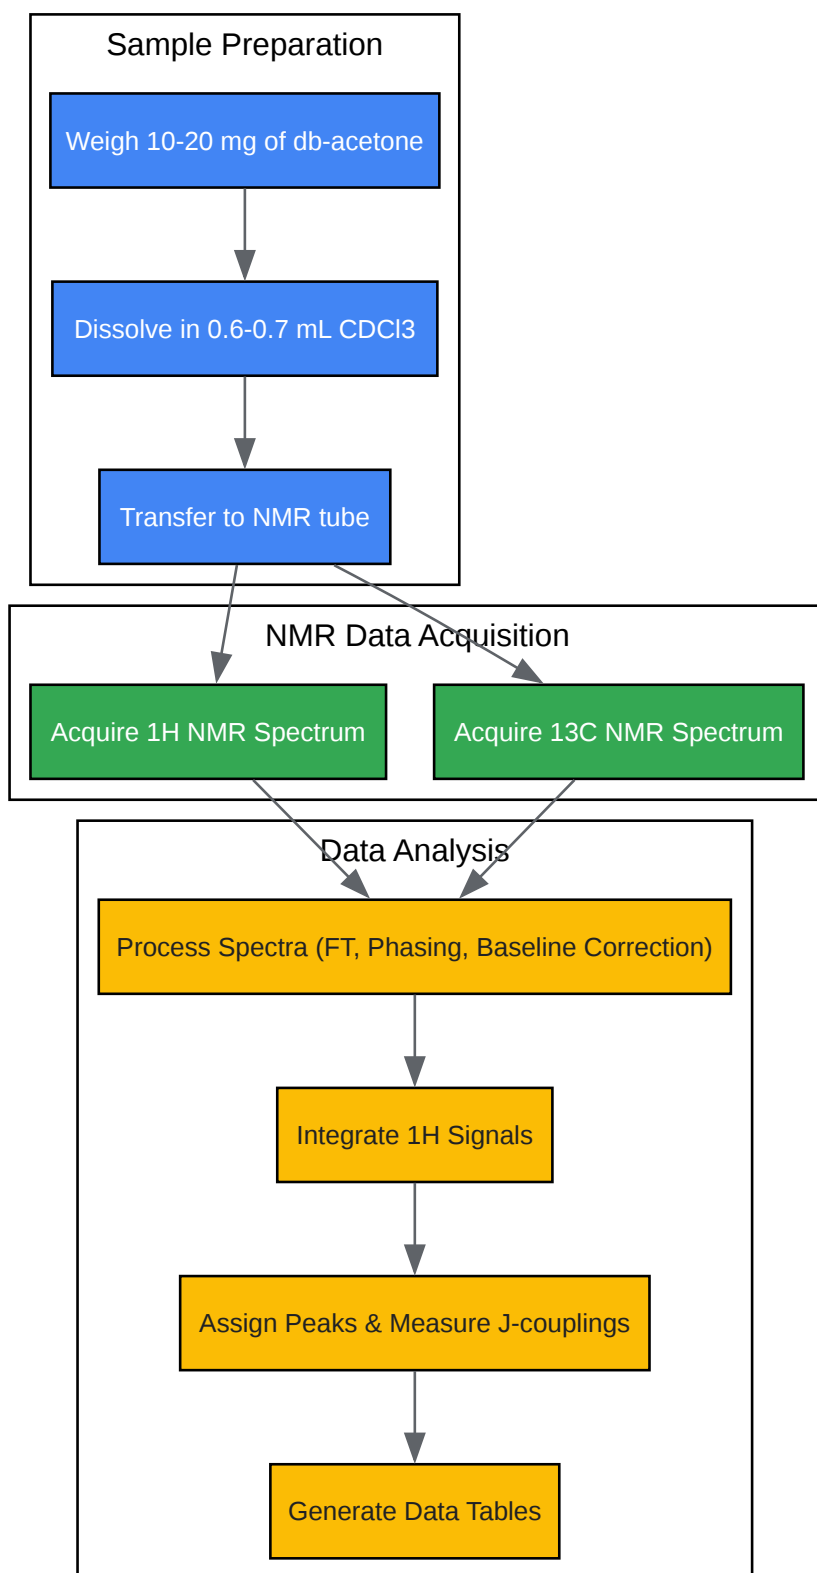 Sample Preparation
Weigh 10-20 mg of db-acetone
Dissolve in 0.6-0.7 mL CDCl3
Transfer to NMR tube
NMR Data Acquisition
Acquire 1H NMR Spectrum
Acquire 13C NMR Spectrum
Data Analysis
Process Spectra (FT, Phasing, Baseline Correction)
Integrate 1H Signals
Assign Peaks & Measure J-couplings
Generate Data Tables